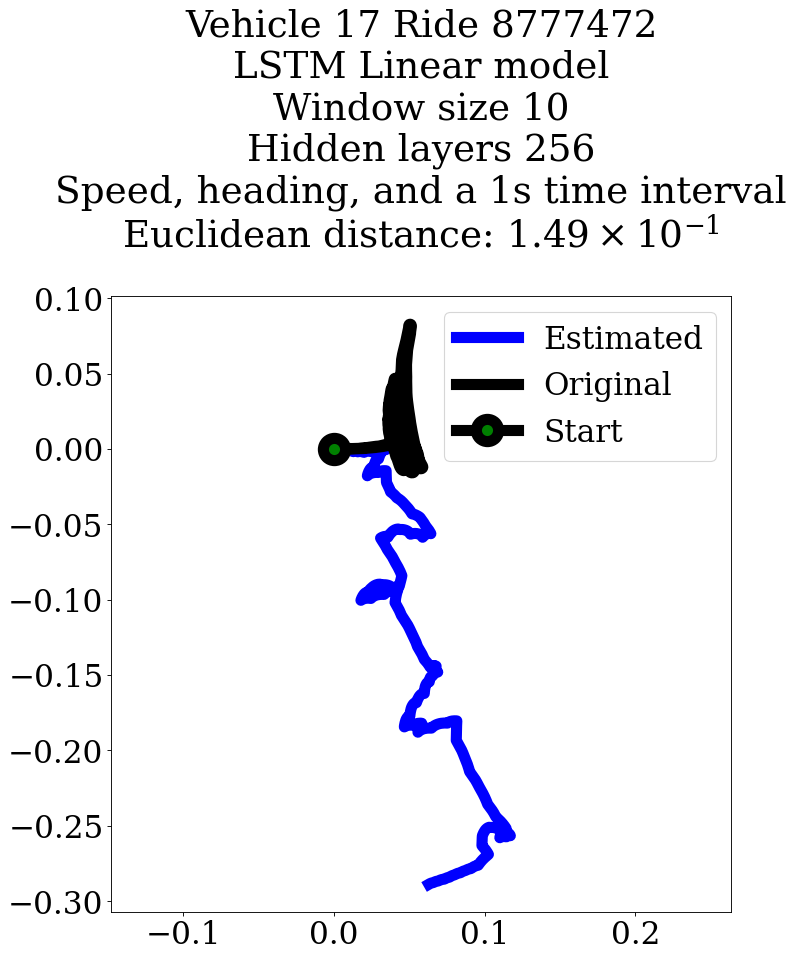 Vehicle 17 Ride 8777472
LSTM Linear model
Window size 10
Hidden layers 256
Speed, heading, and a 1s time interval
Euclidean distance: 1.49 × 10⁻¹
0.10
0.05
0.00
−0.05
−0.10
−0.15
−0.20
−0.25
−0.30
Estimated
Original
Start
−0.1 0.0 0.1 0.2